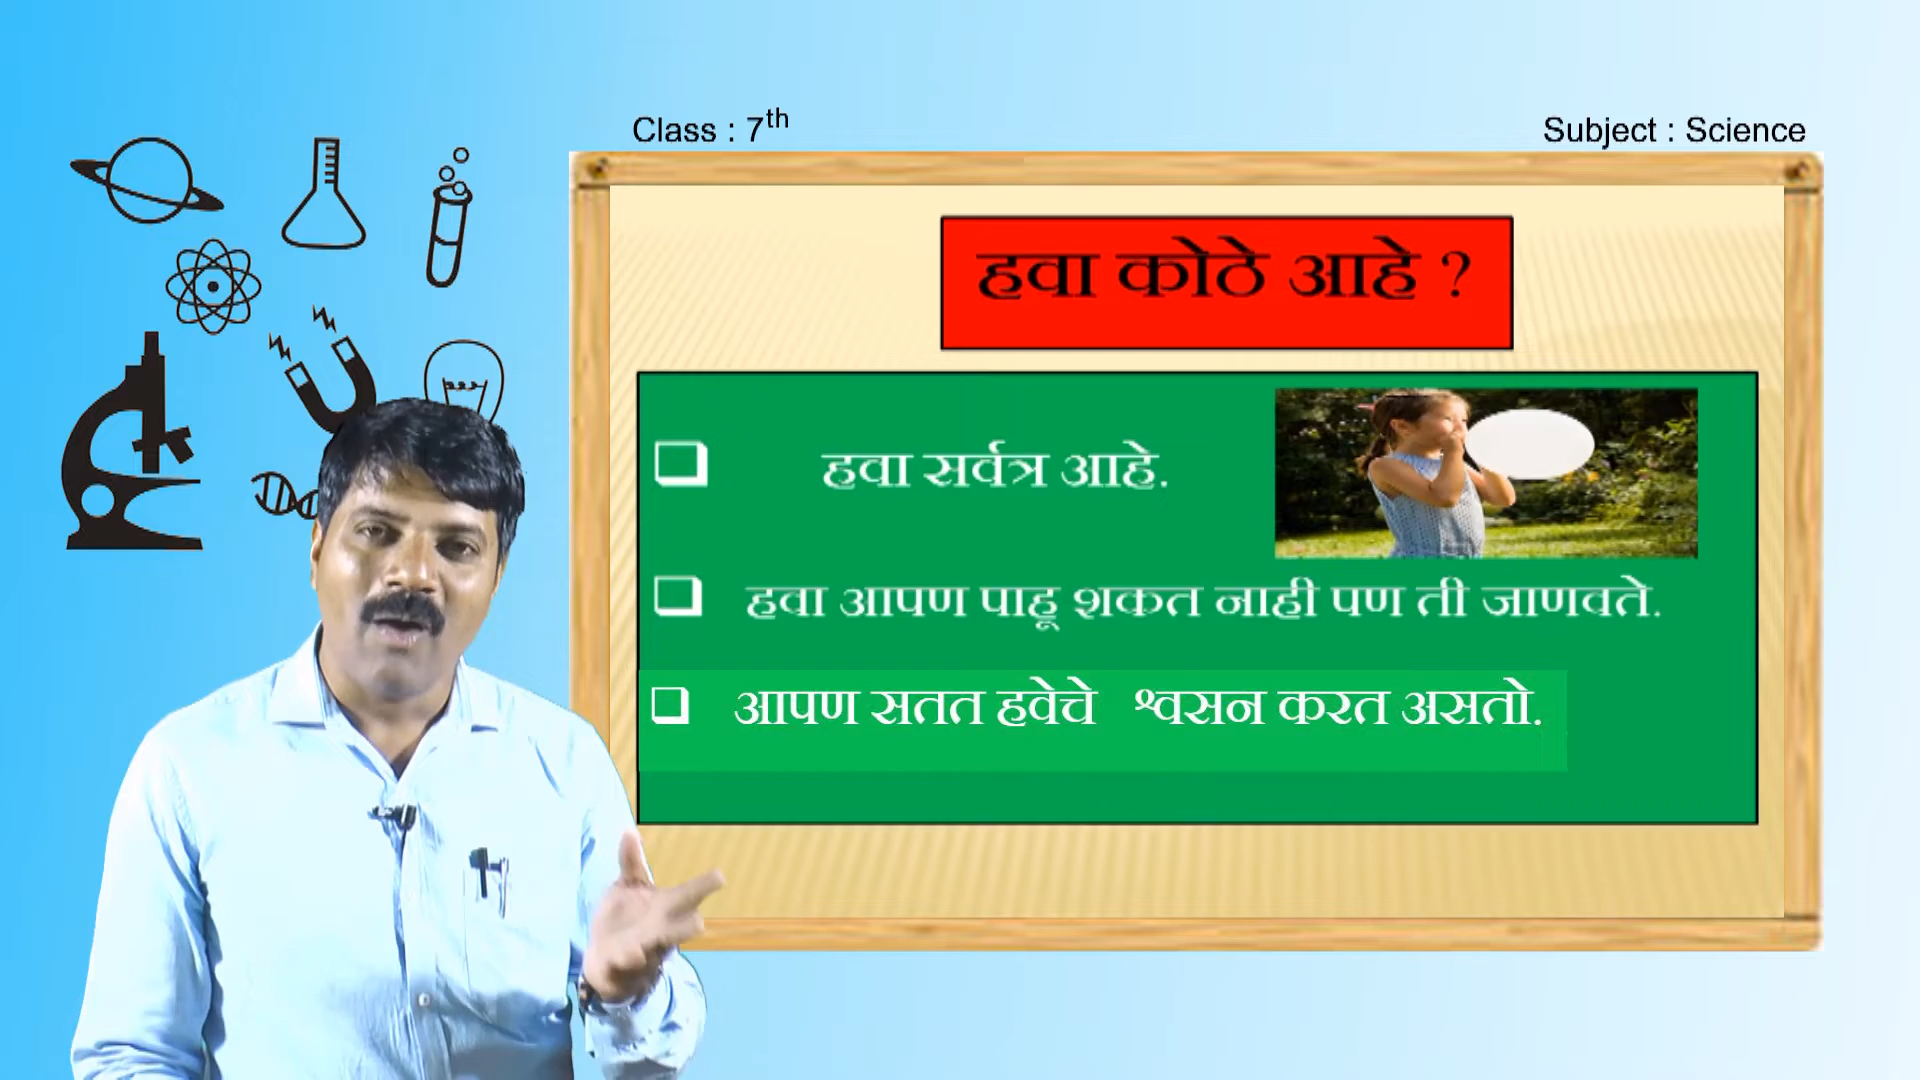 Class : 7th
Subject : Science
हवा कोठे आहे ?
हवा सर्वत्र आहे.
हवा आपण पाहू शकत नाही पण ती जाणवते.
आपण सतत हवेचे श्वसन करत असतो.